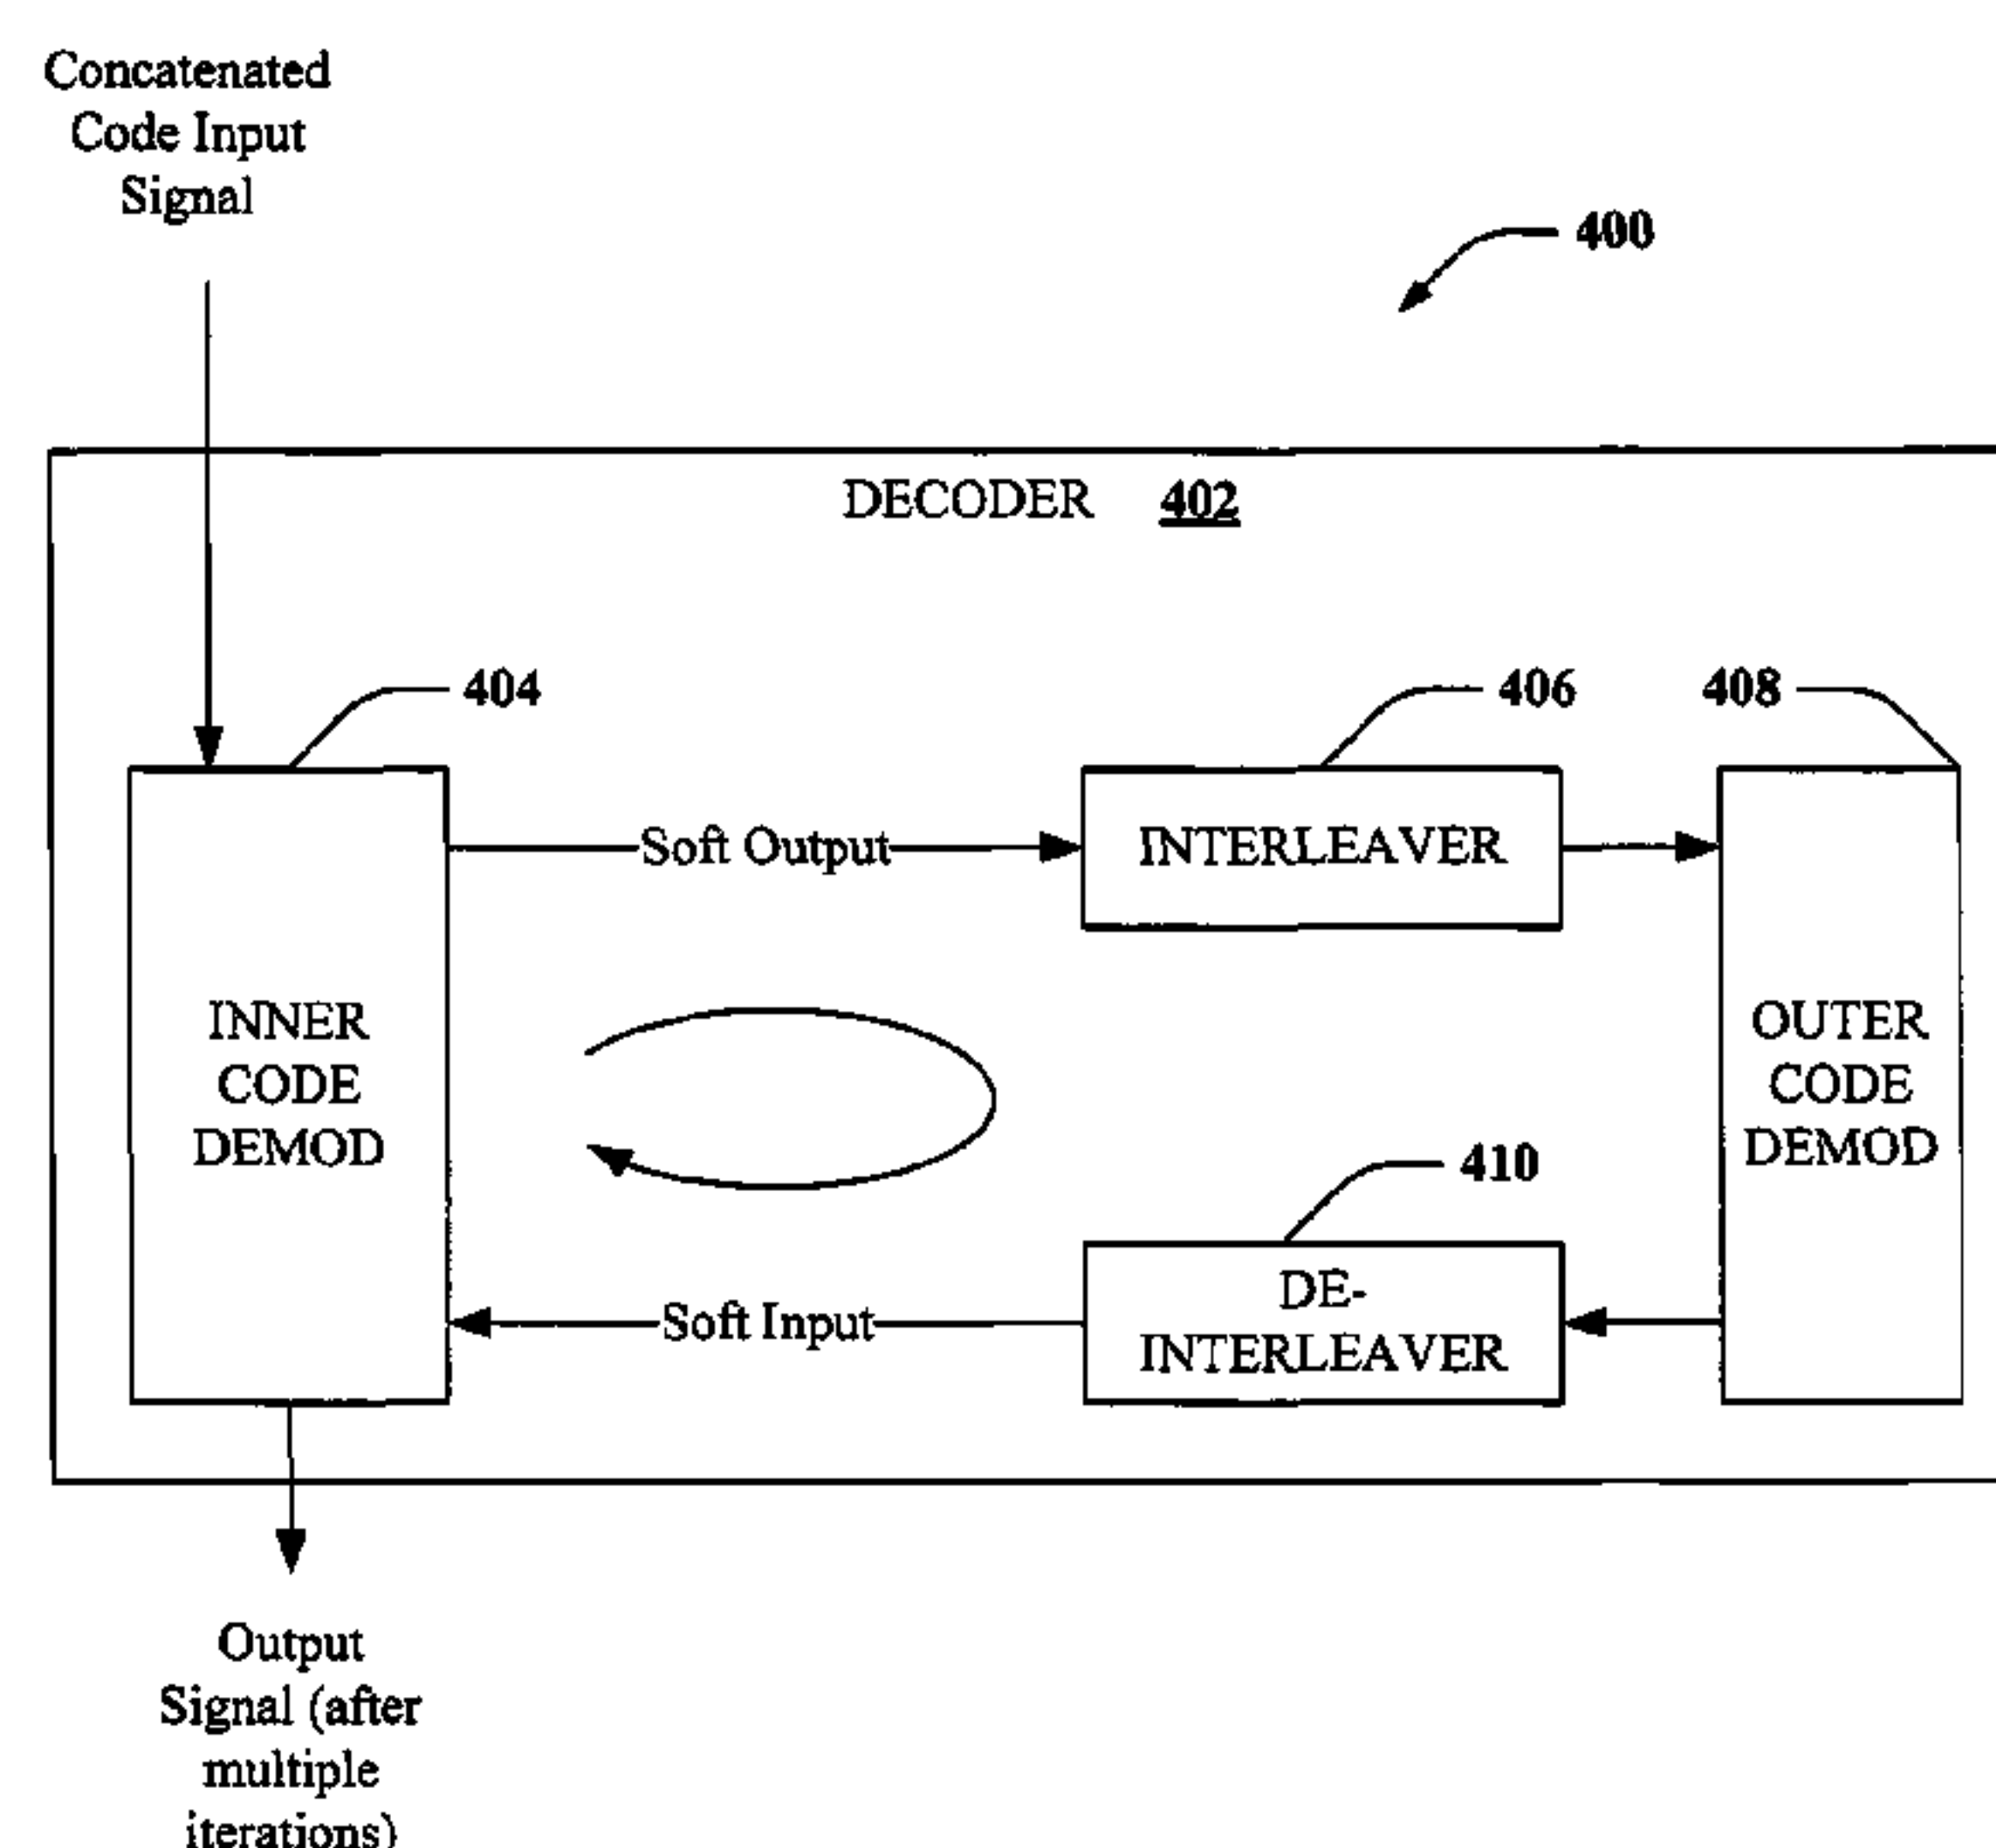 Concatenated
Code Input
Signal
400
DECODER 402
404
406
408
Soft Output
INTERLEAVER
INNER
CODE
DEMOD
OUTER
CODE
DEMOD
410
Soft Input
DE-
INTERLEAVER
Output
Signal (after
multiple
iterations)